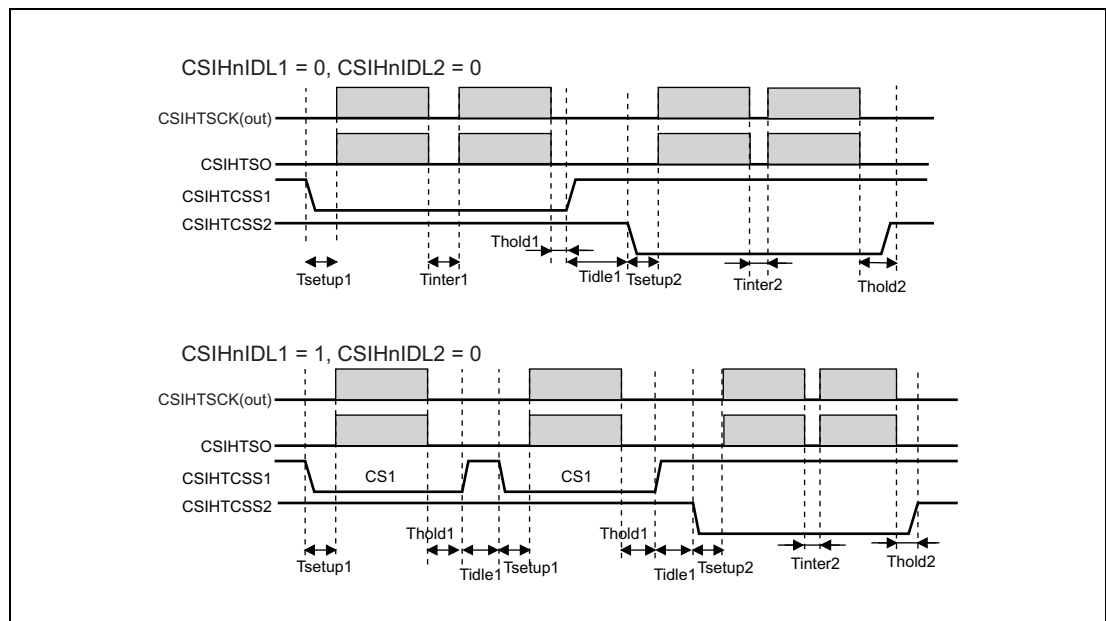 CSIHnIDL1 = 0, CSIHnIDL2 = 0
CSIHTSCK(out)
CSIHTSO
CSIHTCSS1
CSIHTCSS2
Thold1
Tsetup1
Tinter1
Tidle1
Tsetup2
Tinter2
Thold2
CSIHnIDL1 = 1, CSIHnIDL2 = 0
CSIHTSCK(out)
CSIHTSO
CSIHTCSS1
CS1
CS1
CSIHTCSS2
Thold1
Thold1
Tsetup1
Tidle1
Tsetup1
Tidle1
Tsetup2
Tinter2
Thold2